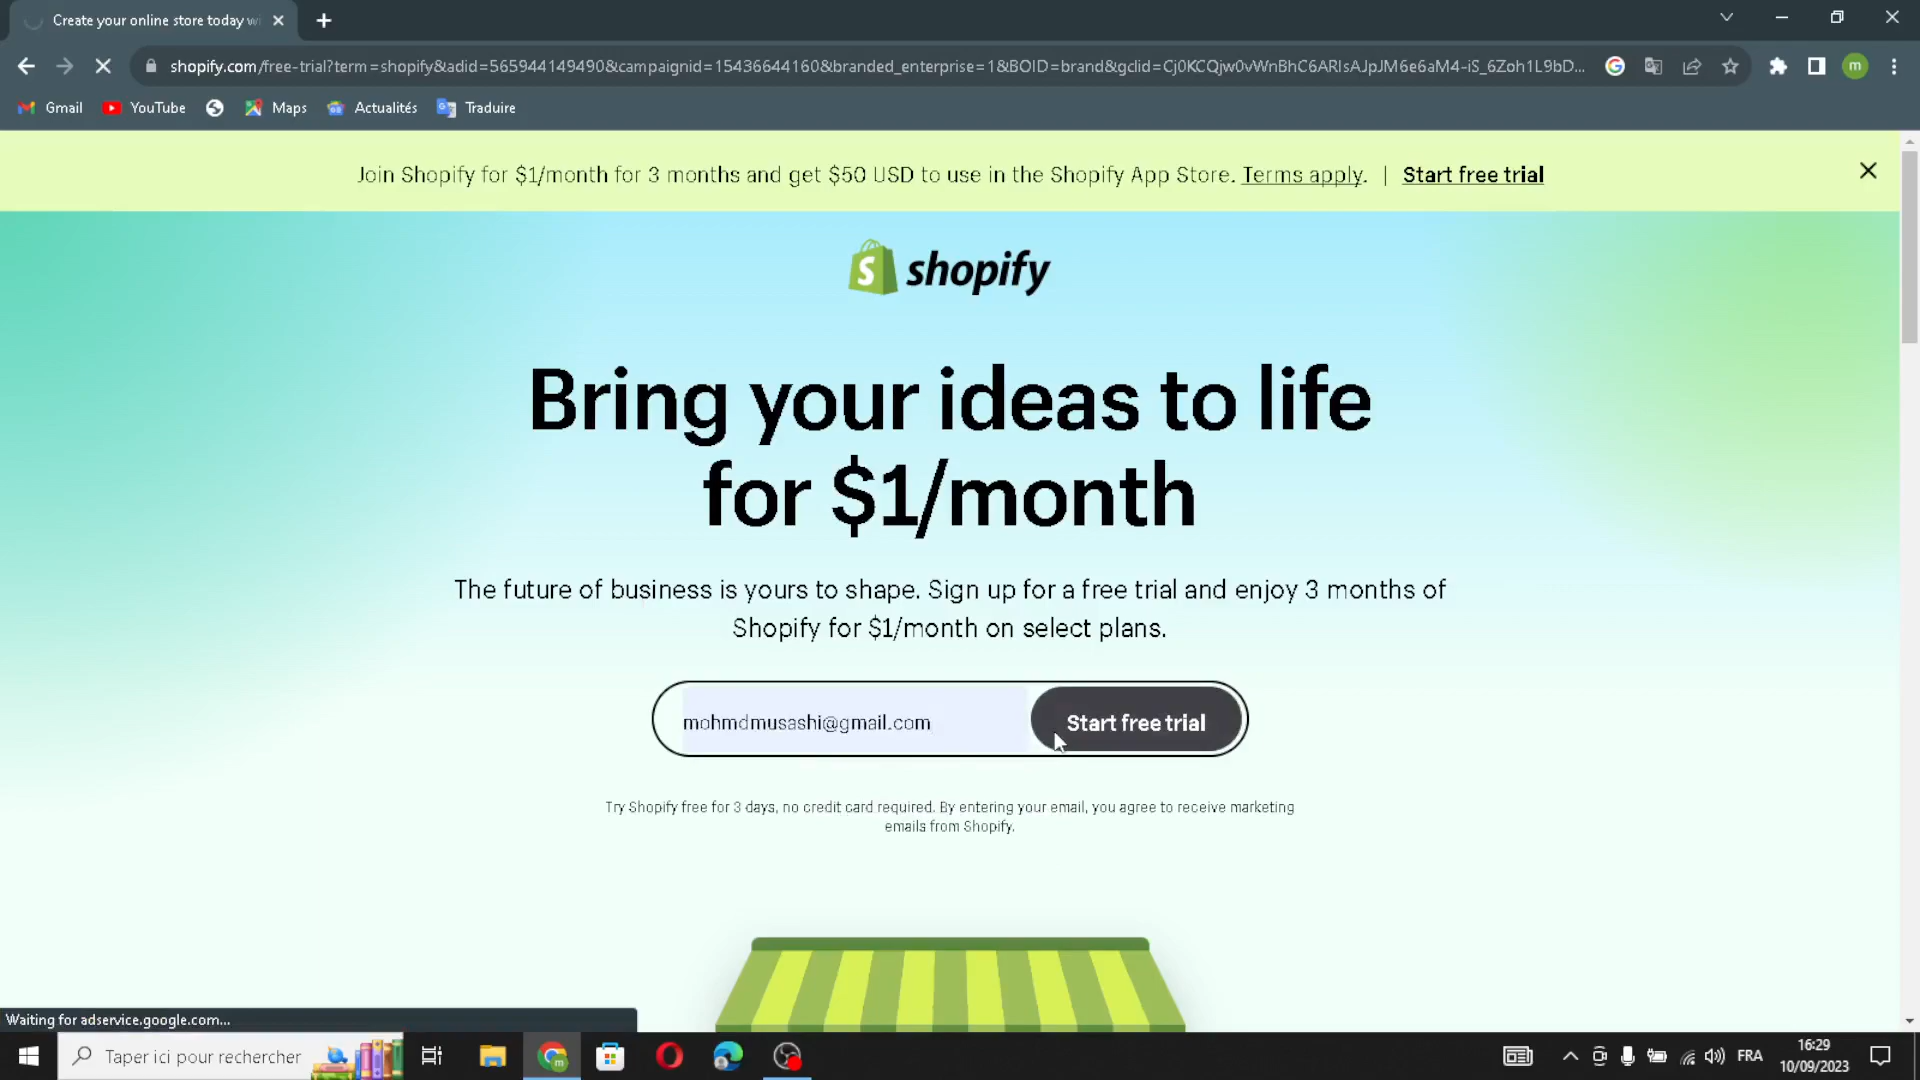 Create your online store today wi
shopify.com/free-trial?term=shopify&adid=565944149490&campaignid=15436644160&branded_enterprise=1&BOID=brand&gclid=Cj0KCQjw0vWnBhC6ARIsAJpJM6e6aM4-iS_6Zoh1L9bD...
m
Gmail YouTube Maps Actualités Traduire
Join Shopify for $1/month for 3 months and get $50 USD to use in the Shopify App Store. Terms apply. | Start free trial
shopify
Bring your ideas to life
for $1/month
The future of business is yours to shape. Sign up for a free trial and enjoy 3 months of
Shopify for $1/month on select plans.
mohmdmusashi@gmail.com Start free trial
Try Shopify free for 3 days, no credit card required. By entering your email, you agree to receive marketing
emails from Shopify.
Waiting for adservice.google.com...
Taper ici pour rechercher
FRA
16:29
10/09/2023